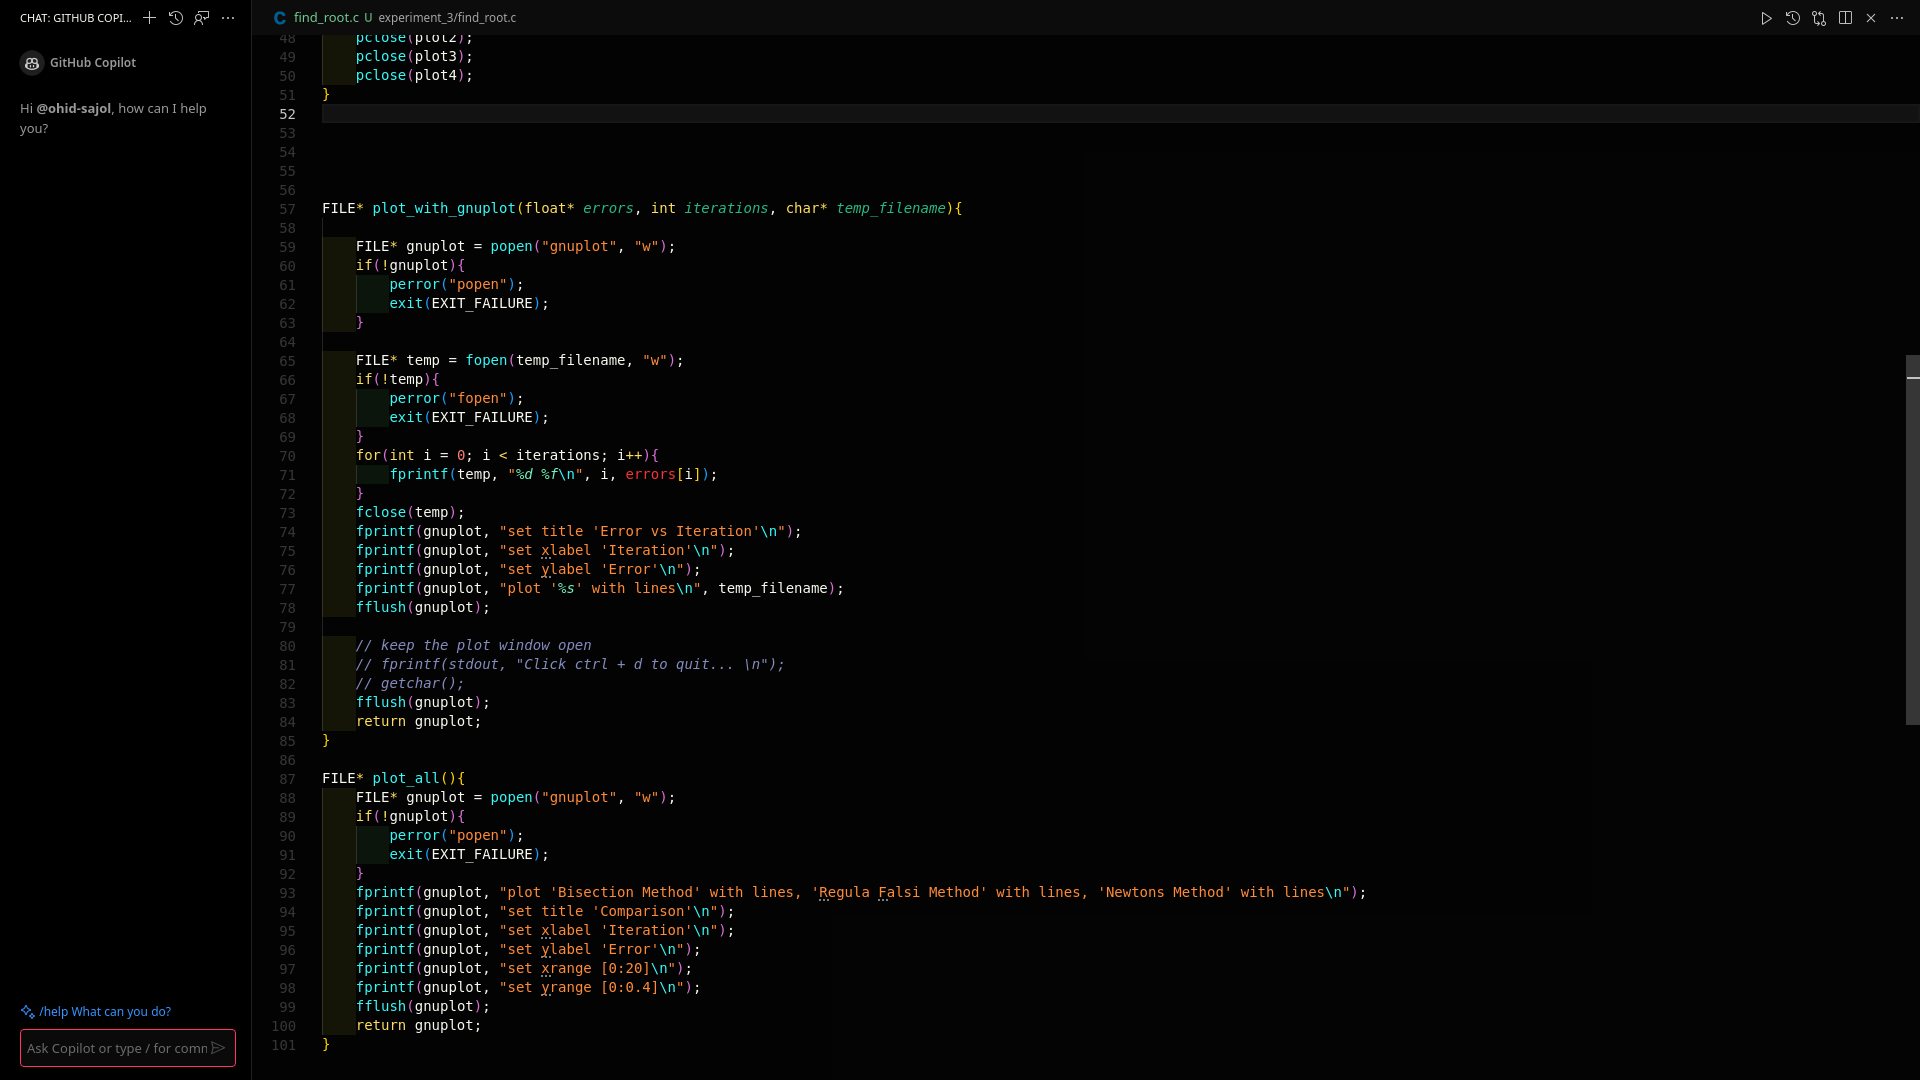 CHAT: GITHUB COPI...
find_root.c U experiment_3/find_root.c
GitHub Copilot
Hi @ohid-sajol, how can I help
you?
/help What can you do?
Ask Copilot or type / for comm
48 pclose(plot2);
49 pclose(plot3);
50 pclose(plot4);
51 }
52
53
54
55
56
57 FILE* plot_with_gnuplot(float* errors, int iterations, char* temp_filename){
58
59 FILE* gnuplot = popen("gnuplot", "w");
60 if(!gnuplot){
61 perror("popen");
62 exit(EXIT_FAILURE);
63 }
64
65 FILE* temp = fopen(temp_filename, "w");
66 if(!temp){
67 perror("fopen");
68 exit(EXIT_FAILURE);
69 }
70 for(int i = 0; i < iterations; i++){
71 fprintf(temp, "%d %f\n", i, errors[i]);
72 }
73 fclose(temp);
74 fprintf(gnuplot, "set title 'Error vs Iteration'\n");
75 fprintf(gnuplot, "set xlabel 'Iteration'\n");
76 fprintf(gnuplot, "set ylabel 'Error'\n");
77 fprintf(gnuplot, "plot '%s' with lines\n", temp_filename);
78 fflush(gnuplot);
79
80 // keep the plot window open
81 // fprintf(stdout, "Click ctrl + d to quit... \n");
82 // getchar();
83 fflush(gnuplot);
84 return gnuplot;
85 }
86
87 FILE* plot_all(){
88 FILE* gnuplot = popen("gnuplot", "w");
89 if(!gnuplot){
90 perror("popen");
91 exit(EXIT_FAILURE);
92 }
93 fprintf(gnuplot, "plot 'Bisection Method' with lines, 'Regula Falsi Method' with lines, 'Newtons Method' with lines\n");
94 fprintf(gnuplot, "set title 'Comparison'\n");
95 fprintf(gnuplot, "set xlabel 'Iteration'\n");
96 fprintf(gnuplot, "set ylabel 'Error'\n");
97 fprintf(gnuplot, "set xrange [0:20]\n");
98 fprintf(gnuplot, "set yrange [0:0.4]\n");
99 fflush(gnuplot);
100 return gnuplot;
101 }